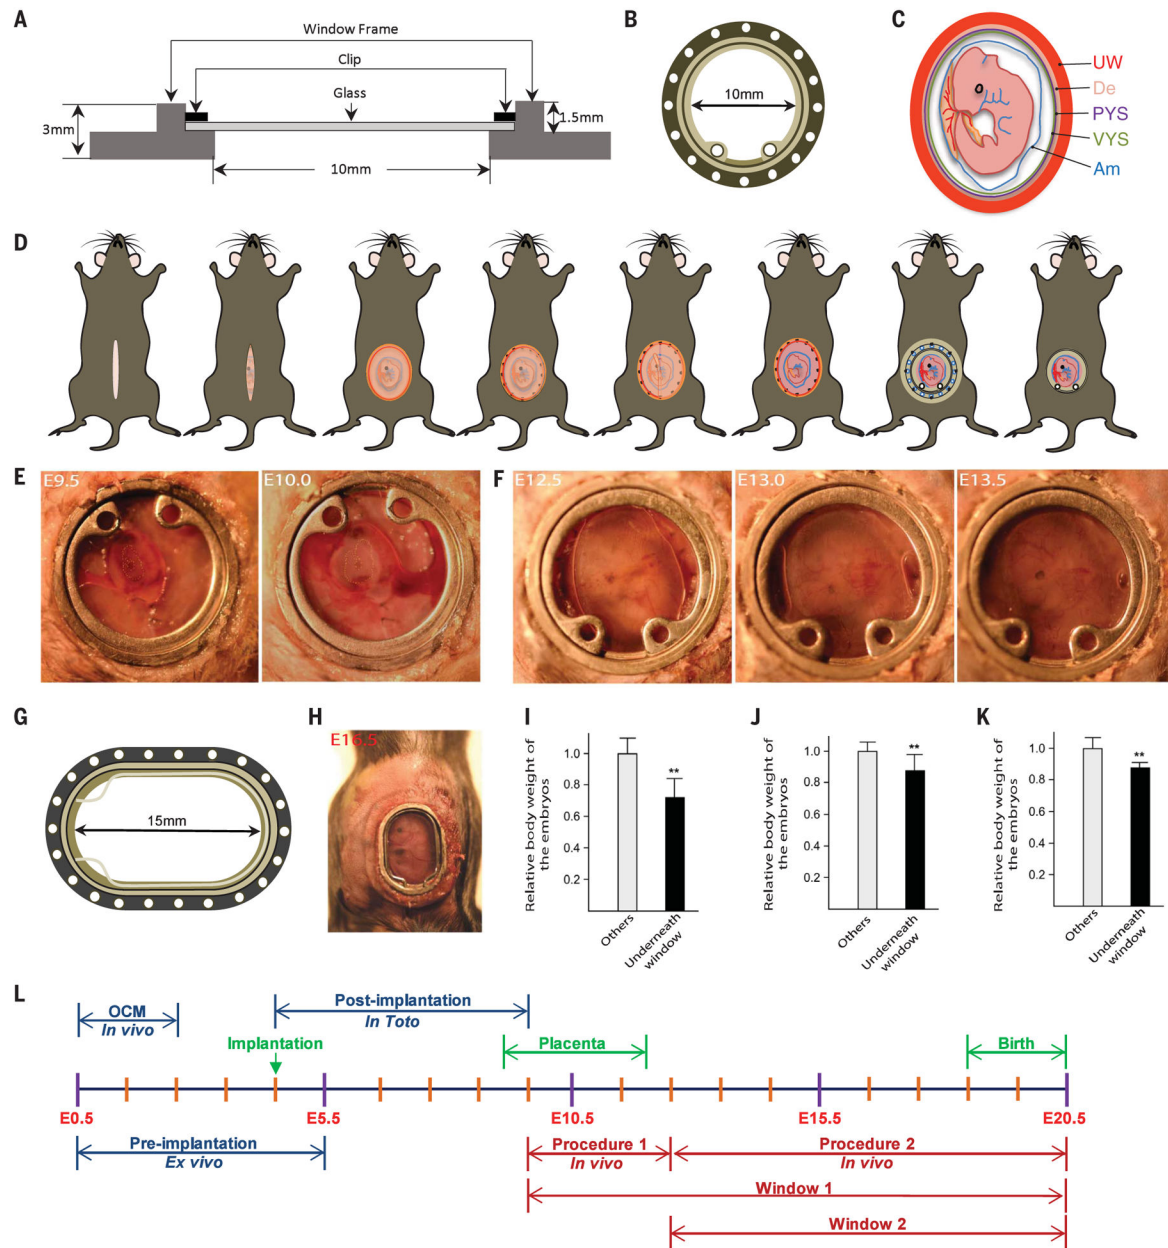 A
Window Frame
Clip
Glass
3mm
1.5mm
10mm
B
10mm
C
UW
De
PYS
VYS
Am
D
E
E9.5
E10.0
F
E12.5
E13.0
E13.5
G
15mm
H
E16.5
I
Relative body weight of
the embryos
1.0
0.8
0.6
0.4
0.2
**
Others
Underneath
window
J
Relative body weight of
the embryos
1.0
0.8
0.6
0.4
0.2
**
Others
Underneath
window
K
Relative body weight of
the embryos
1.0
0.8
0.6
0.4
0.2
**
Others
Underneath
window
L
OCM
In vivo
Post-implantation
In Toto
Implantation
Placenta
Birth
E0.5
E5.5
E10.5
E15.5
E20.5
Pre-implantation
Ex vivo
Procedure 1
In vivo
Procedure 2
In vivo
Window 1
Window 2